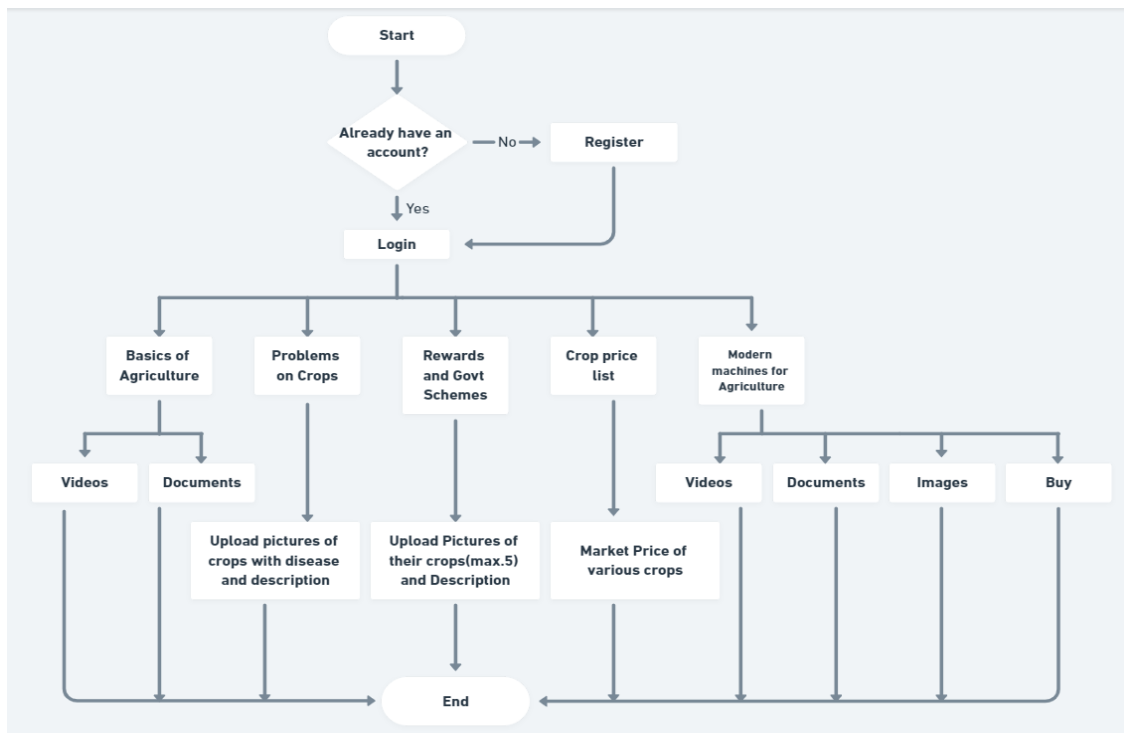 Start
Already have an
account?
No
Register
Yes
Login
Basics of
Agriculture
Problems
on Crops
Rewards
and Govt
Schemes
Crop price
list
Modern
machines for
Agriculture
Videos
Documents
Videos
Documents
Images
Buy
Upload pictures of
crops with disease
and description
Upload Pictures of
their crops(max.5)
and Description
Market Price of
various crops
End